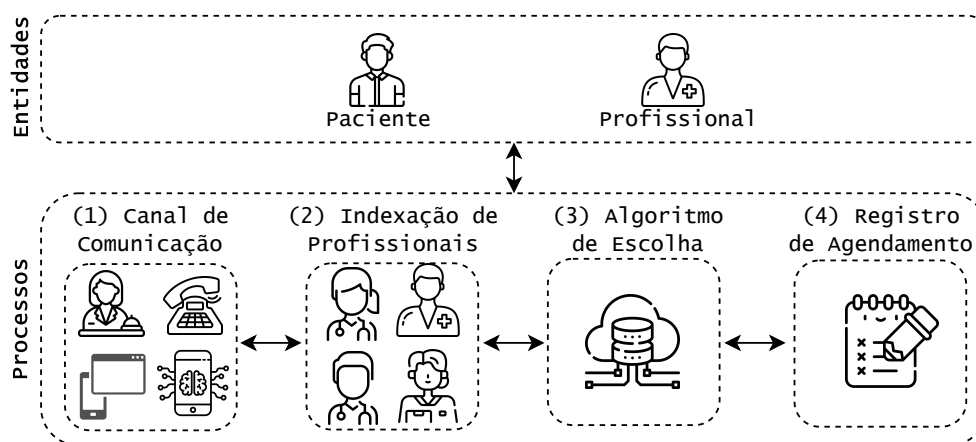 Entidades
Paciente
Profissional
Processos
(1) Canal de
Comunicação
(2) Indexação de
Profissionais
(3) Algoritmo
de Escolha
(4) Registro
de Agendamento